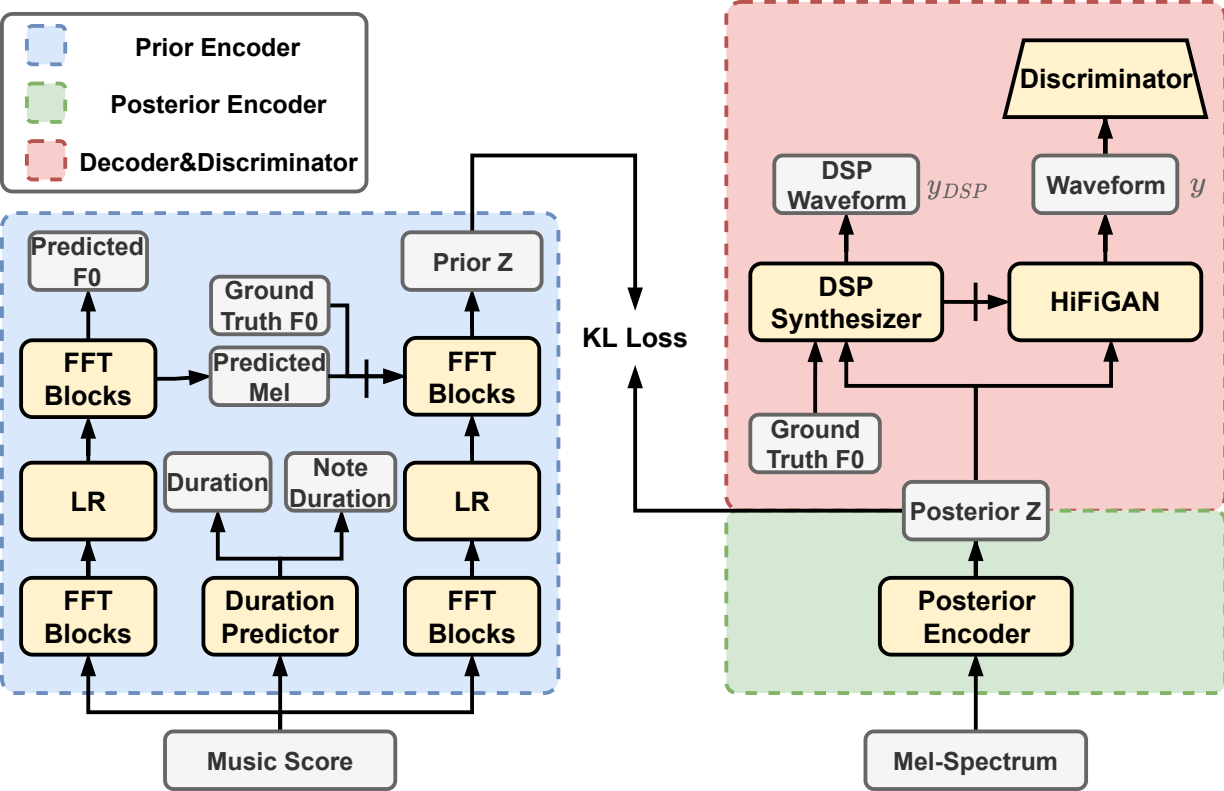 Prior Encoder
Posterior Encoder
Decoder&Discriminator
Predicted
F0
Prior Z
Ground
Truth F0
Predicted
Mel
FFT
Blocks
FFT
Blocks
LR
Duration
Note
Duration
LR
FFT
Blocks
Duration
Predictor
FFT
Blocks
Music Score
KL Loss
Discriminator
DSP
Waveform
y_{DSP}
Waveform
y
DSP
Synthesizer
HiFiGAN
Ground
Truth F0
Posterior Z
Posterior
Encoder
Mel-Spectrum